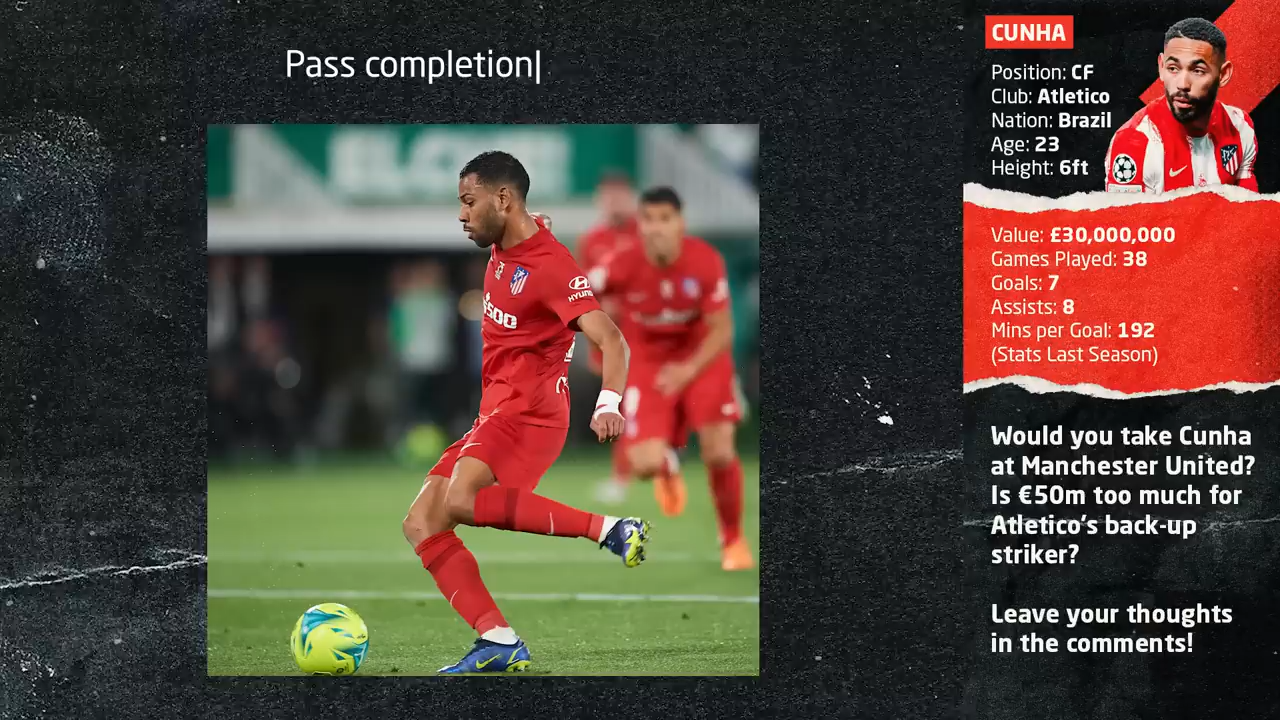 Pass completion|
CUNHA
Position: CF
Club: Atletico
Nation: Brazil
Age: 23
Height: 6ft
Value: £30,000,000
Games Played: 38
Goals: 7
Assists: 8
Mins per Goal: 192
(Stats Last Season)
Would you take Cunha
at Manchester United?
Is €50m too much for
Atletico's back-up
striker?
Leave your thoughts
in the comments!
HYUNDAI